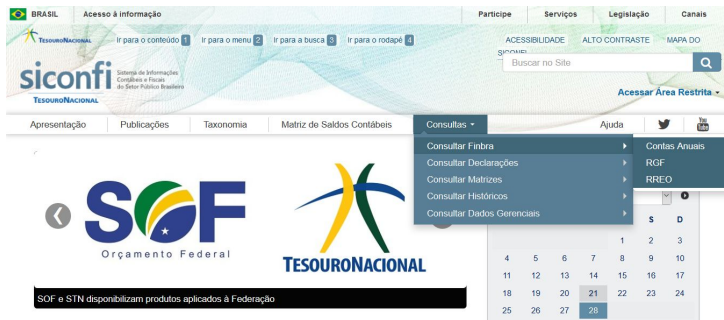 BRASIL Acesso à informação Participe Serviços Legislação Canais
TESOURONACIONAL Ir para o conteúdo 1 Ir para o menu 2 Ir para a busca 3 Ir para o rodapé 4 ACESSIBILIDADE ALTO CONTRASTE MAPA DO
Buscar no Site
siconfi Sistema de Informações
Contábeis e Fiscais
do Setor Público Brasileiro
TESOURONACIONAL
Acessar Área Restrita
Apresentação Publicações Taxonomia Matriz de Saldos Contábeis Consultas Ajuda You Tube
Consultar Finbra Contas Anuais
Consultar Declarações RGF
Consultar Matrizes RREO
Consultar Históricos
Consultar Dados Gerenciais
SOF
Orçamento Federal
TESOURONACIONAL
SOF e STN disponibilizam produtos aplicados à Federação
S D
1 2 3
4 5 6 7 8 9 10
11 12 13 14 15 16 17
18 19 20 21 22 23 24
25 26 27 28